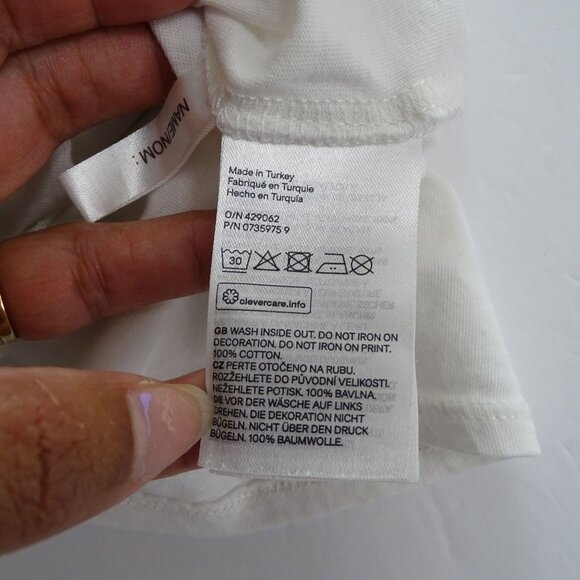 NAME/NOM:
Made in Turkey
Fabriqué en Turquie
Hecho en Turquía
O/N 429062
P/N 0735975 9
30
clevercare.info
GB WASH INSIDE OUT. DO NOT IRON ON
DECORATION. DO NOT IRON ON PRINT.
100% COTTON.
CZ PERTE OTOČENO NA RUBU.
ROZŽEHLETE DO PŮVODNÍ VELIKOSTI.
NEŽEHLETE POTISK. 100% BAVLNA.
DE VOR DER WÄSCHE AUF LINKS
DREHEN. DIE DEKORATION NICHT
BÜGELN. NICHT ÜBER DEN DRUCK
BÜGELN. 100% BAUMWOLLE.